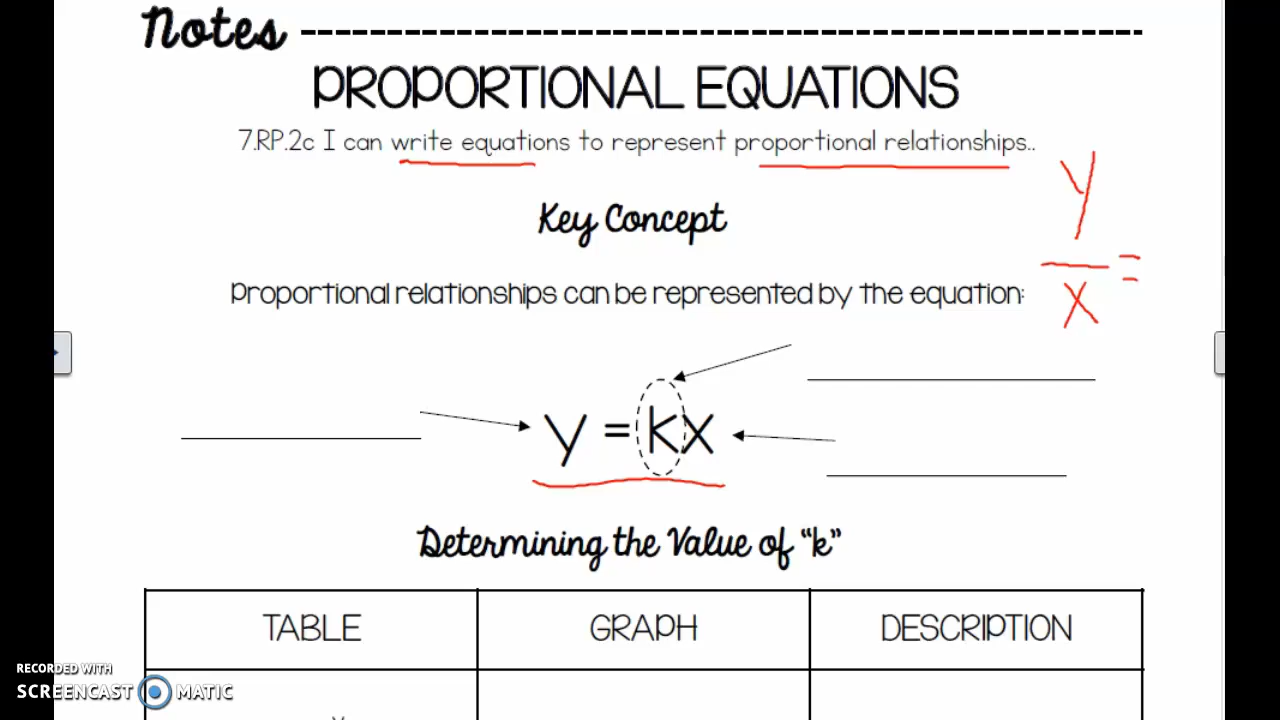 Notes
PROPORTIONAL EQUATIONS
7.RP.2c I can write equations to represent proportional relationships..
y
x
=
Key Concept
Proportional relationships can be represented by the equation:
y = kx
Determining the Value of "k"
TABLE GRAPH DESCRIPTION
RECORDED WITH
SCREENCAST MATIC